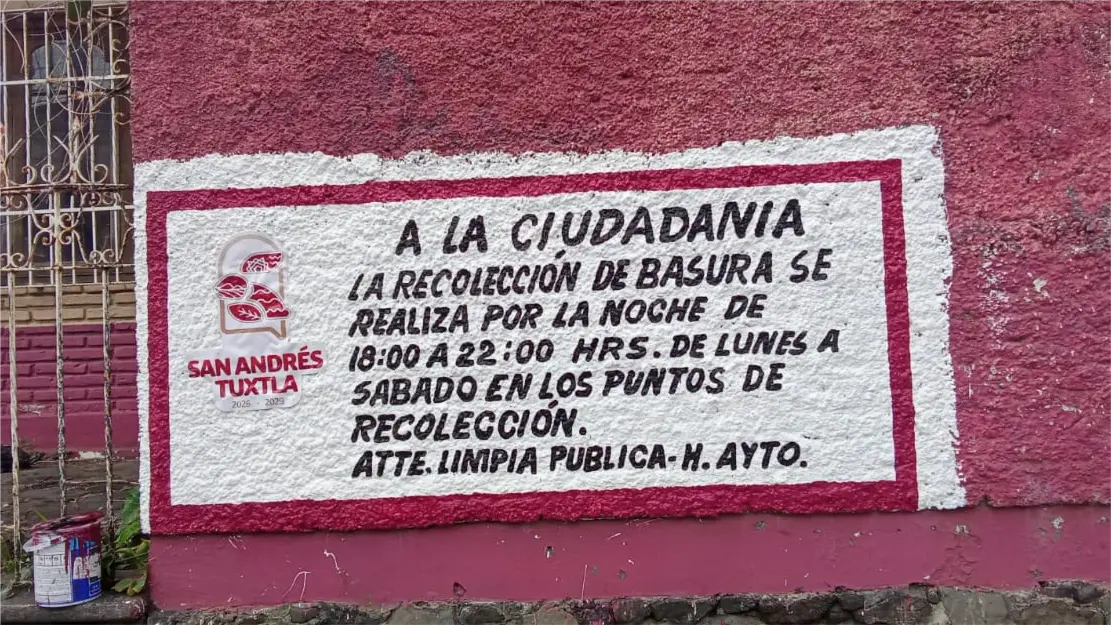 A LA CIUDADANIA
LA RECOLECCIÓN DE BASURA SE
REALIZA POR LA NOCHE DE
18:00 A 22:00 HRS. DE LUNES A
SABADO EN LOS PUNTOS DE
RECOLECCIÓN.
ATTE. LIMPIA PUBLICA-H. AYTO.
SAN ANDRÉS
TUXTLA
2026 2029